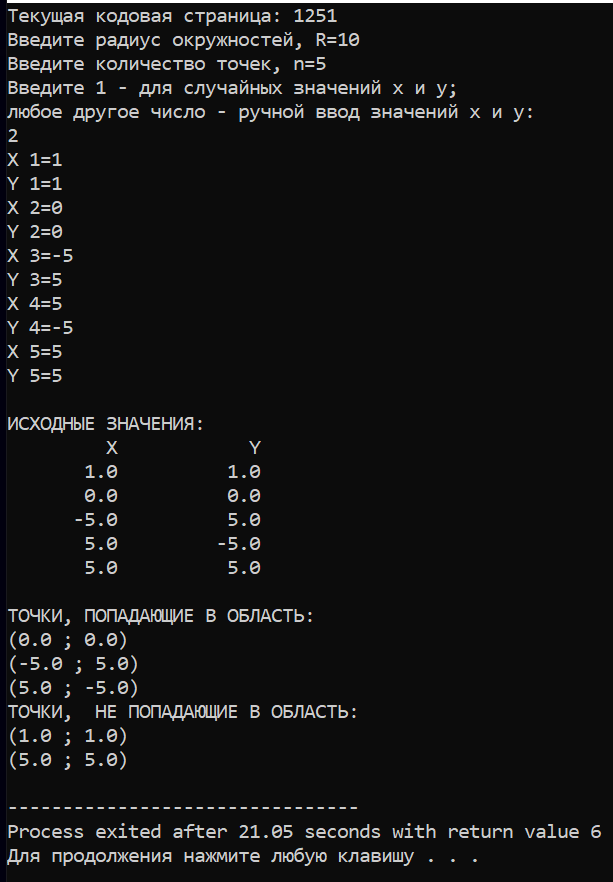 Текущая кодовая страница: 1251
Введите радиус окружностей, R=10
Введите количество точек, n=5
Введите 1 - для случайных значений x и y;
любое другое число - ручной ввод значений x и y:
2
X 1=1
Y 1=1
X 2=0
Y 2=0
X 3=-5
Y 3=5
X 4=5
Y 4=-5
X 5=5
Y 5=5
ИСХОДНЫЕ ЗНАЧЕНИЯ:
X Y
1.0 1.0
0.0 0.0
-5.0 5.0
5.0 -5.0
5.0 5.0
ТОЧКИ, ПОПАДАЮЩИЕ В ОБЛАСТЬ:
(0.0 ; 0.0)
(-5.0 ; 5.0)
(5.0 ; -5.0)
ТОЧКИ,  НЕ ПОПАДАЮЩИЕ В ОБЛАСТЬ:
(1.0 ; 1.0)
(5.0 ; 5.0)
--------------------------------
Process exited after 21.05 seconds with return value 6
Для продолжения нажмите любую клавишу . . .